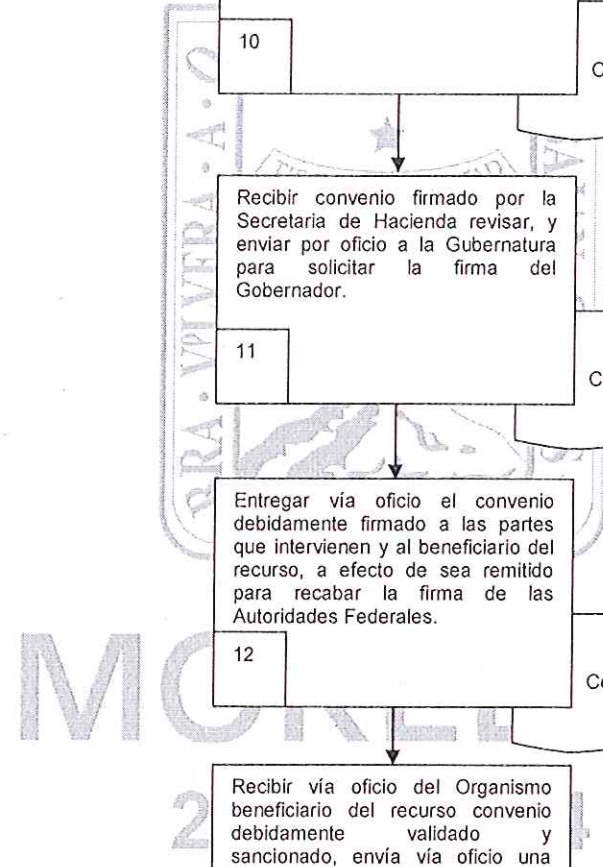 10
C
Recibir convenio firmado por la
Secretaria de Hacienda revisar, y
enviar por oficio a la Gubernatura
para solicitar la firma del
Gobernador.
11
C
Entregar vía oficio el convenio
debidamente firmado a las partes
que intervienen y al beneficiario del
recurso, a efecto de sea remitido
para recabar la firma de las
Autoridades Federales.
12
Co
Recibir vía oficio del Organismo
beneficiario del recurso convenio
debidamente validado y
sancionado, envía vía oficio una